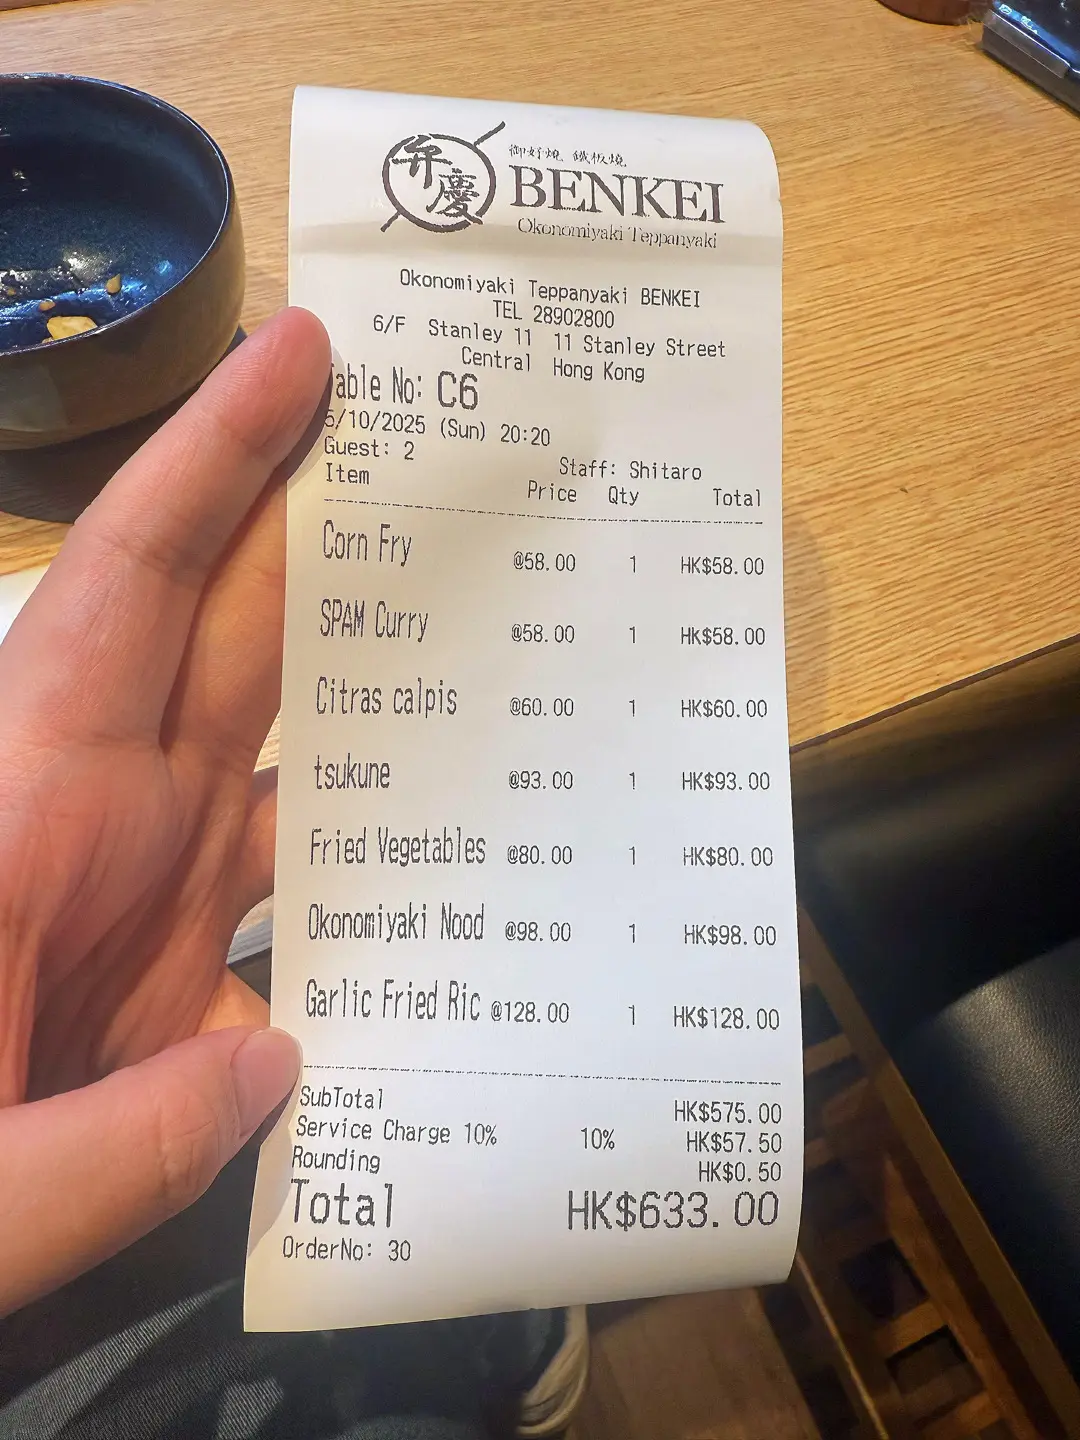 弁慶
御好燒 鐵板燒
BENKEI
Okonomiyaki Teppanyaki
Okonomiyaki Teppanyaki BENKEI
TEL 28902800
6/F Stanley 11 11 Stanley Street
Central Hong Kong
Table No: C6
5/10/2025 (Sun) 20:20
Guest: 2 Staff: Shitaro
Item Price Qty Total
Corn Fry @58.00 1 HK$58.00
SPAM Curry @58.00 1 HK$58.00
Citras calpis @60.00 1 HK$60.00
tsukune @93.00 1 HK$93.00
Fried Vegetables @80.00 1 HK$80.00
Okonomiyaki Nood @98.00 1 HK$98.00
Garlic Fried Ric @128.00 1 HK$128.00
SubTotal HK$575.00
Service Charge 10% 10% HK$57.50
Rounding HK$0.50
Total HK$633.00
OrderNo: 30